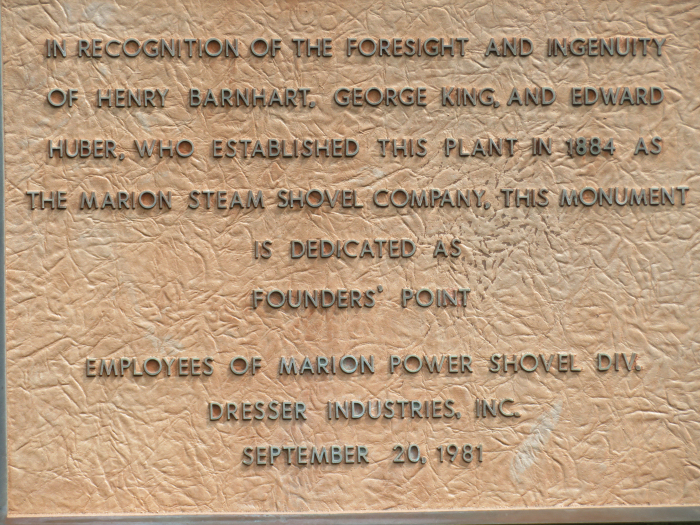 IN RECOGNITION OF THE FORESIGHT AND INGENUITY
OF HENRY BARNHART, GEORGE KING, AND EDWARD
HUBER, WHO ESTABLISHED THIS PLANT IN 1884 AS
THE MARION STEAM SHOVEL COMPANY, THIS MONUMENT
IS DEDICATED AS
FOUNDERS' POINT
EMPLOYEES OF MARION POWER SHOVEL DIV.
DRESSER INDUSTRIES, INC.
SEPTEMBER 20, 1981